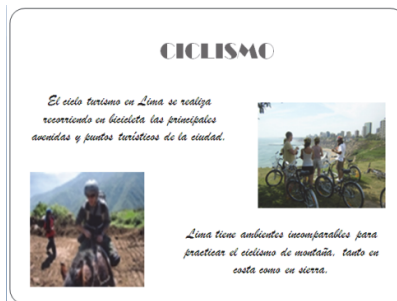 CICLISMO
El ciclo turismo en Lima se realiza
recorriendo en bicicleta las principales
avenidas y puntos turísticos de la ciudad.
Lima tiene ambientes incomparables para
practicar el ciclismo de montaña, tanto en
costa como en sierra.